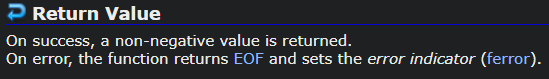 Return Value
On success, a non-negative value is returned.
On error, the function returns EOF and sets the error indicator (ferror).